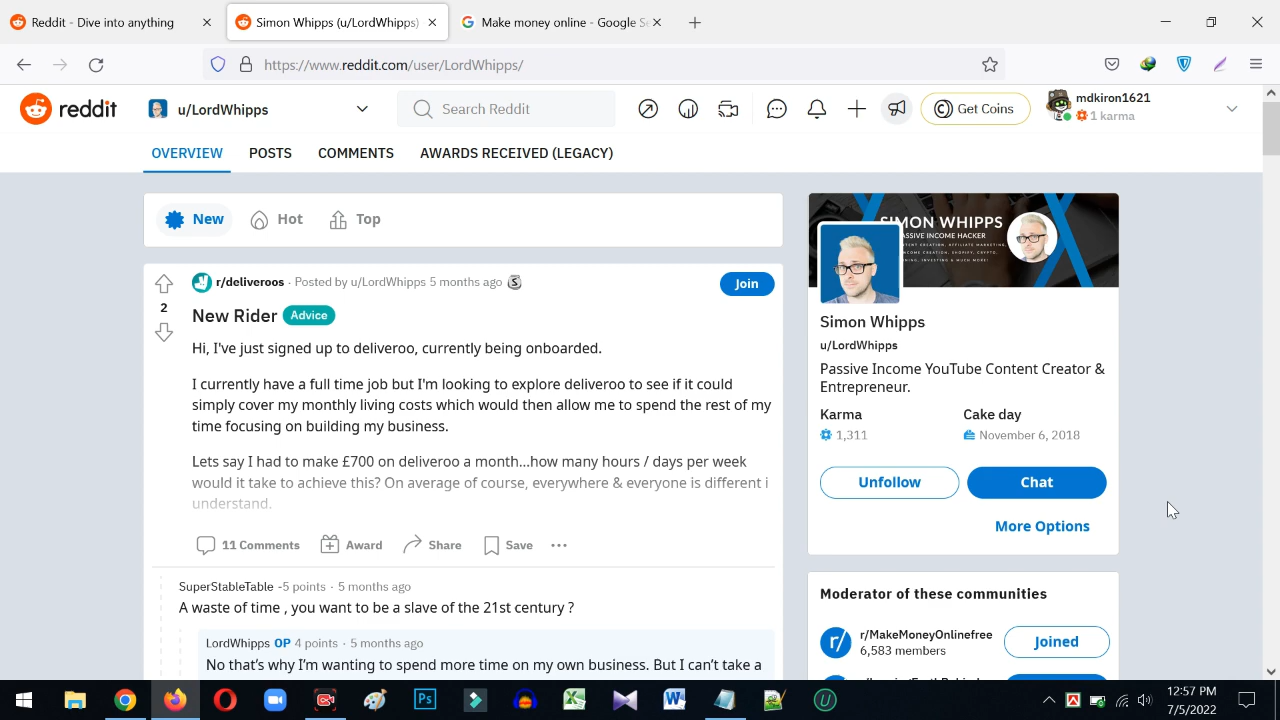 Reddit - Dive into anything
Simon Whipps (u/LordWhipps)
Make money online - Google Se
https://www.reddit.com/user/LordWhipps/
reddit
u/LordWhipps
Search Reddit
Get Coins
mdkiron1621
1 karma
OVERVIEW
POSTS
COMMENTS
AWARDS RECEIVED (LEGACY)
New
Hot
Top
r/deliveroos · Posted by u/LordWhipps 5 months ago
Join
2
New Rider
Advice
Hi, I've just signed up to deliveroo, currently being onboarded.
I currently have a full time job but I'm looking to explore deliveroo to see if it could
simply cover my monthly living costs which would then allow me to spend the rest of my
time focusing on building my business.
Lets say I had to make £700 on deliveroo a month...how many hours / days per week
would it take to achieve this? On average of course, everywhere & everyone is different i
understand.
11 Comments
Award
Share
Save
SuperStableTable -5 points · 5 months ago
A waste of time , you want to be a slave of the 21st century ?
LordWhipps OP 4 points · 5 months ago
No that's why I'm wanting to spend more time on my own business. But I can't take a
SIMON WHIPPS
PASSIVE INCOME HACKER
Simon Whipps
u/LordWhipps
Passive Income YouTube Content Creator &
Entrepreneur.
Karma
Cake day
1,311
November 6, 2018
Unfollow
Chat
More Options
Moderator of these communities
r/MakeMoneyOnlinefree
6,583 members
Joined
Ps
12:57 PM
7/5/2022